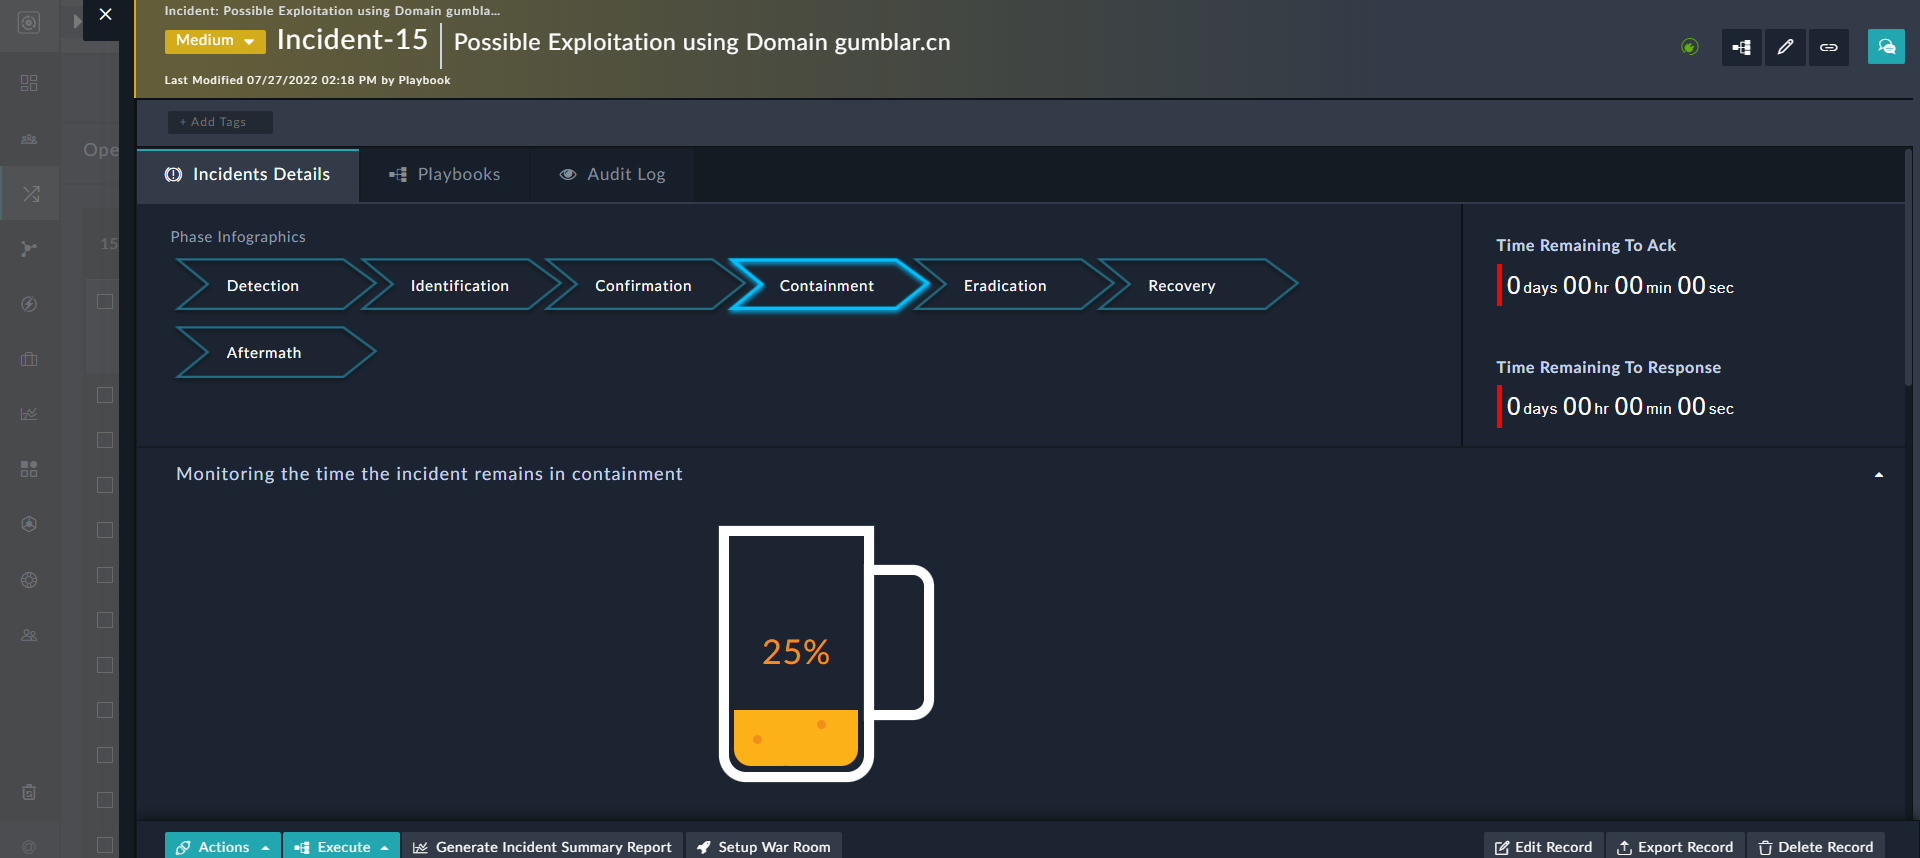 Incident: Possible Exploitation using Domain gumbla...
Medium Incident-15 Possible Exploitation using Domain gumblar.cn
Last Modified 07/27/2022 02:18 PM by Playbook
+ Add Tags
Ope
Incidents Details Playbooks Audit Log
15
Phase Infographics
Detection Identification Confirmation Containment Eradication Recovery
Aftermath
Time Remaining To Ack
0 days 00 hr 00 min 00 sec
Time Remaining To Response
0 days 00 hr 00 min 00 sec
Monitoring the time the incident remains in containment
25%
Actions Execute Generate Incident Summary Report Setup War Room Edit Record Export Record Delete Record